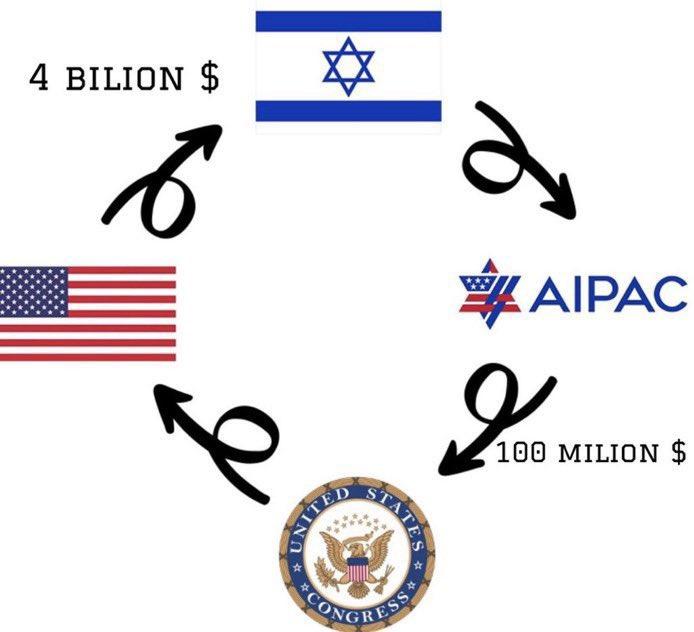 4 BILION $
AIPAC
100 MILION $
UNITED STATES
CONGRESS